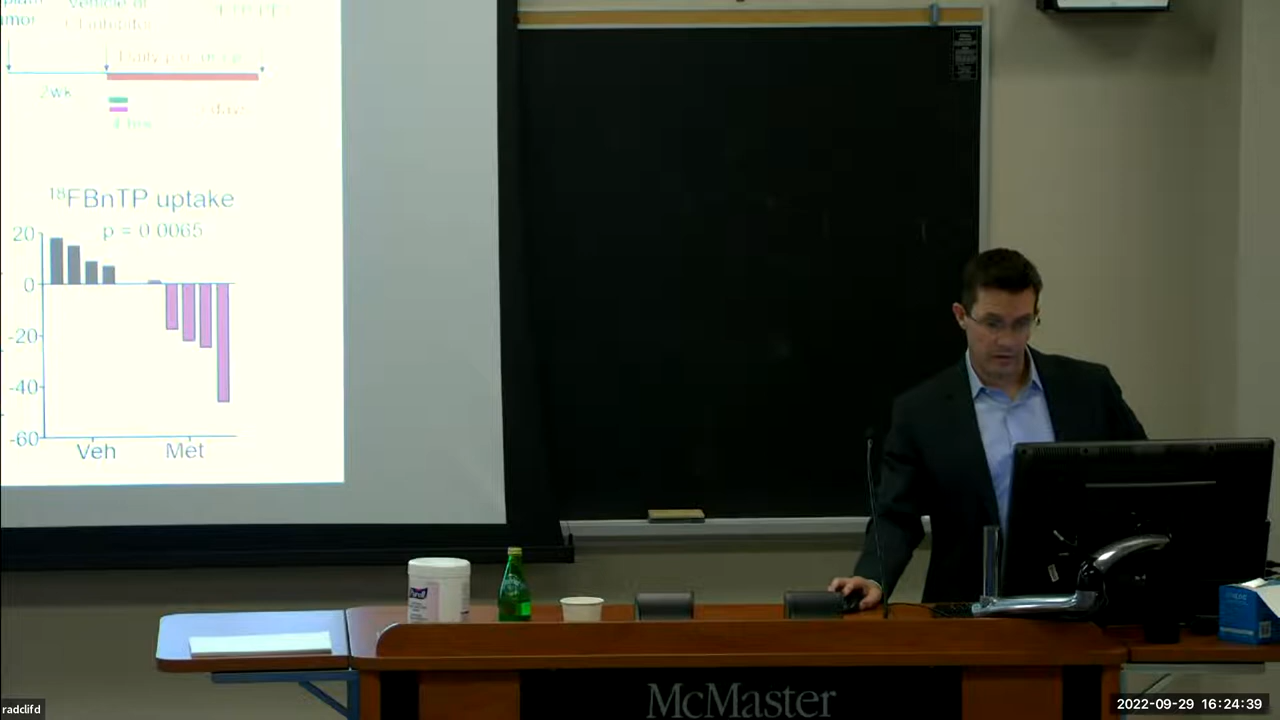 2wk
18FBnTP uptake
p = 0.0065
20
0
-20
-40
-60
Veh
Met
McMaster
radclifd
2022-09-29 16:24:39